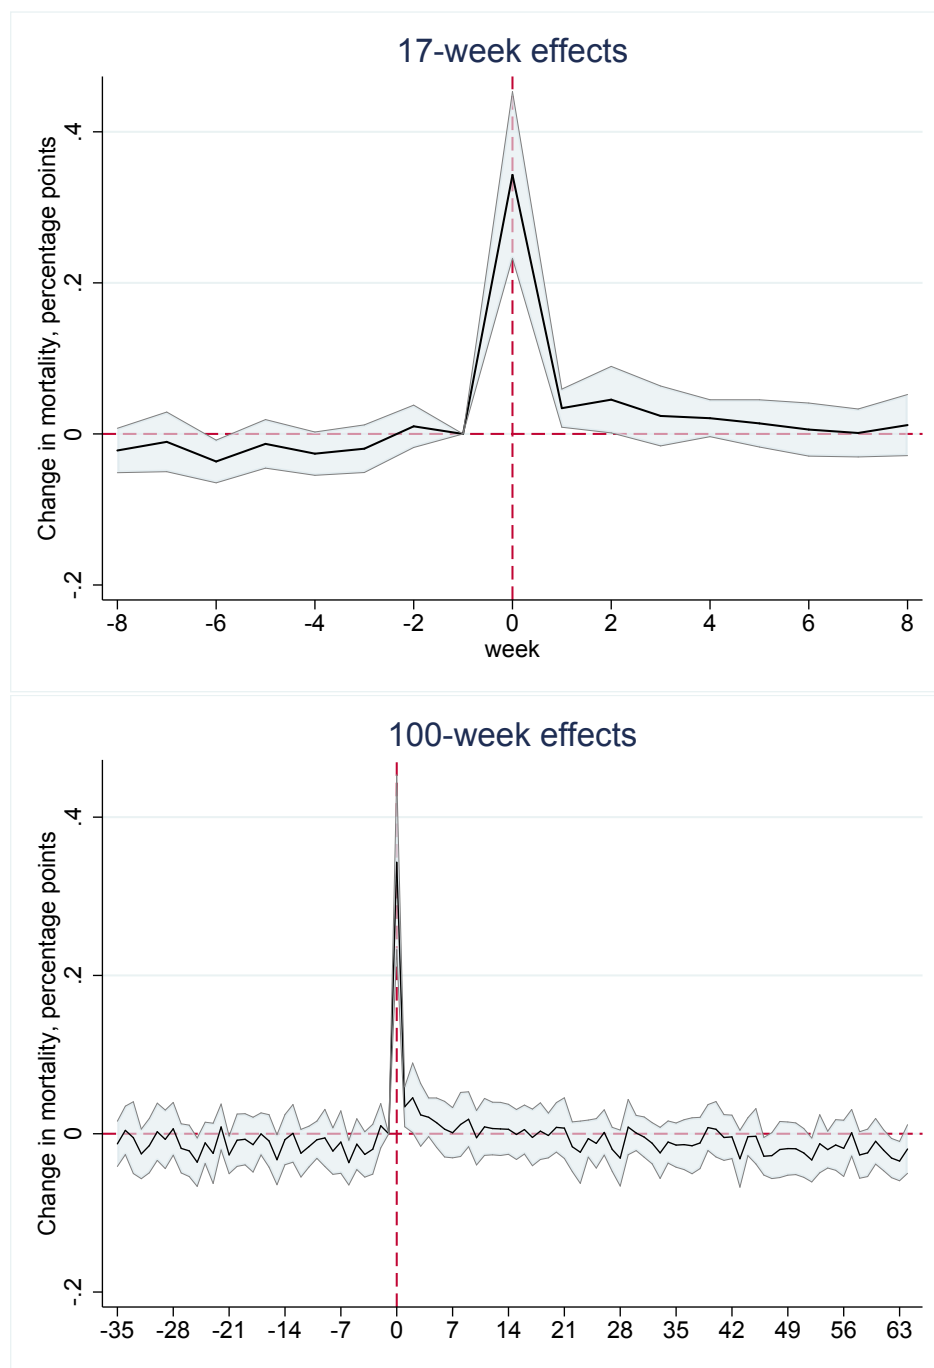 17-week effects
Change in mortality, percentage points
.4
.2
0
-.2
-8 -6 -4 -2 0 2 4 6 8
week
100-week effects
Change in mortality, percentage points
.4
.2
0
-.2
-35 -28 -21 -14 -7 0 7 14 21 28 35 42 49 56 63